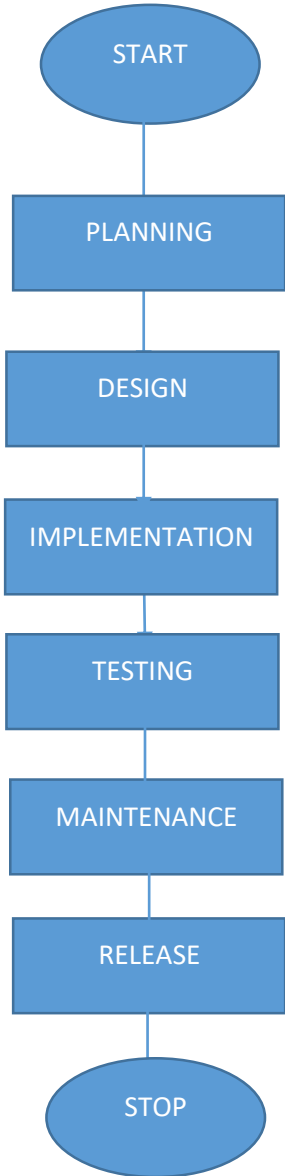 START
PLANNING
DESIGN
IMPLEMENTATION
TESTING
MAINTENANCE
RELEASE
STOP